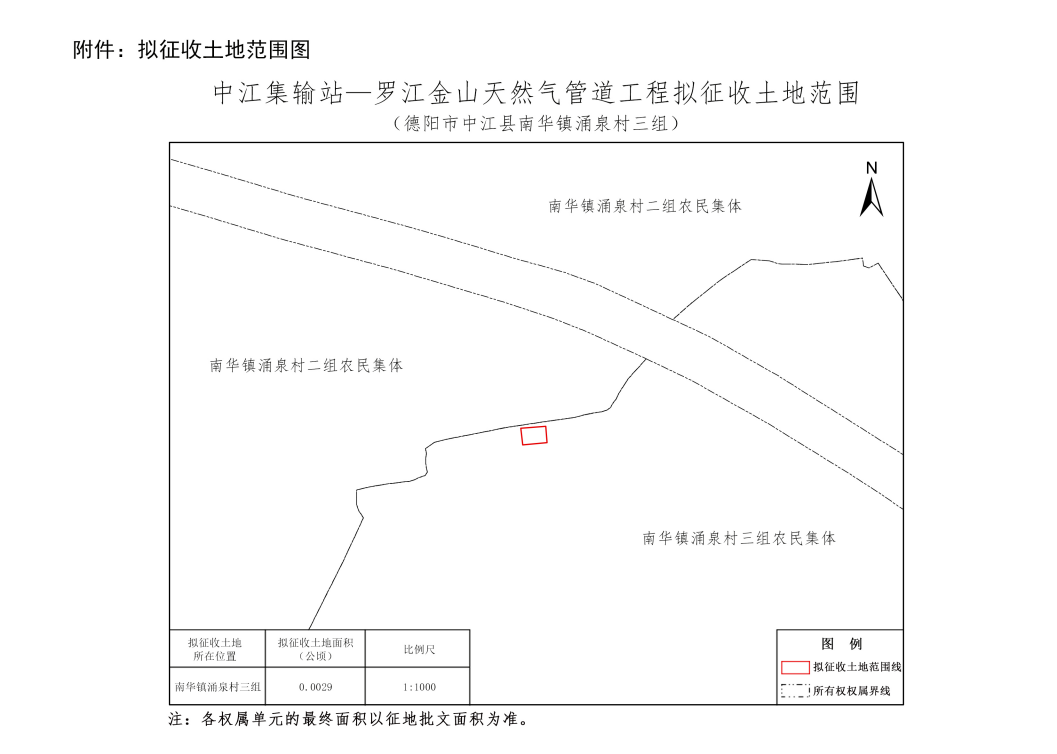 附件：拟征收土地范围图
中江集输站—罗江金山天然气管道工程拟征收土地范围
（德阳市中江县南华镇涌泉村三组）
N
南华镇涌泉村二组农民集体
南华镇涌泉村二组农民集体
南华镇涌泉村三组农民集体
拟征收土地
所在位置
拟征收土地面积
（公顷）
比例尺
南华镇涌泉村三组
0.0029
1:1000
图 例
拟征收土地范围线
所有权权属界线
注：各权属单元的最终面积以征地批文面积为准。